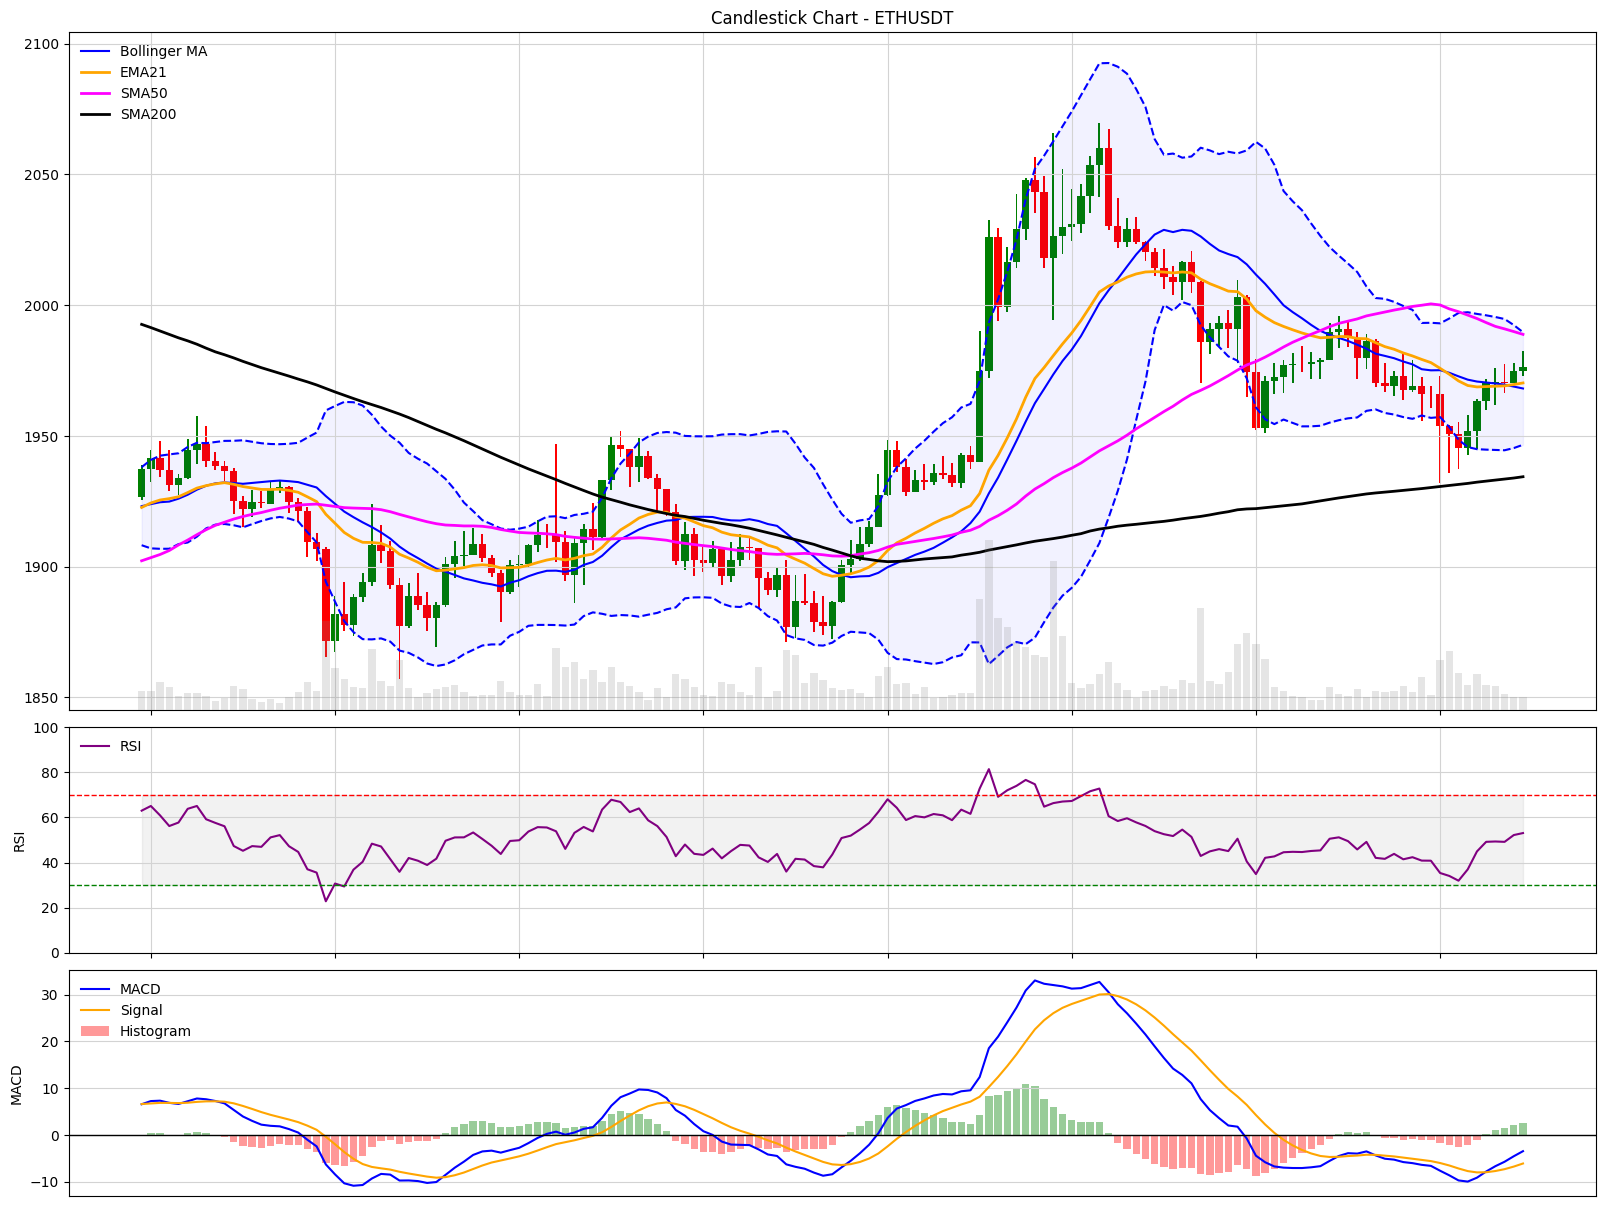 Candlestick Chart - ETHUSDT
2100
2050
2000
1950
1900
1850
Bollinger MA
EMA21
SMA50
SMA200
100
80
60
40
20
0
RSI
RSI
30
20
10
0
−10
MACD
MACD
Signal
Histogram